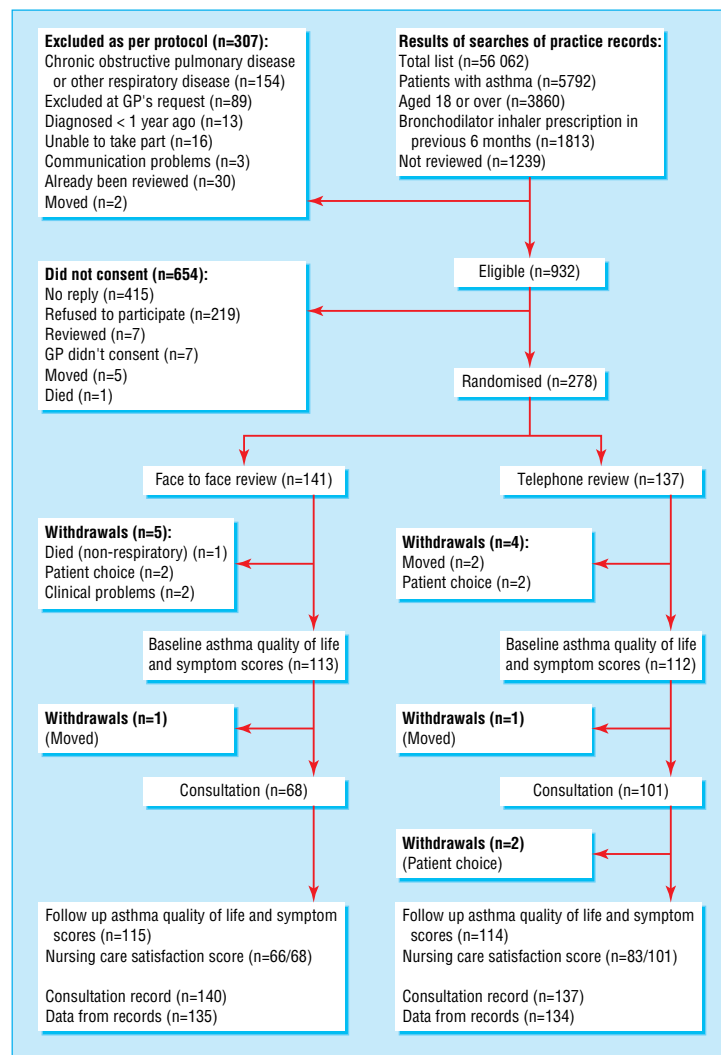 Excluded as per protocol (n=307):
Chronic obstructive pulmonary disease
or other respiratory disease (n=154)
Excluded at GP's request (n=89)
Diagnosed < 1 year ago (n=13)
Unable to take part (n=16)
Communication problems (n=3)
Already been reviewed (n=30)
Moved (n=2)
Results of searches of practice records:
Total list (n=56 062)
Patients with asthma (n=5792)
Aged 18 or over (n=3860)
Bronchodilator inhaler prescription in
previous 6 months (n=1813)
Not reviewed (n=1239)
Eligible (n=932)
Did not consent (n=654):
No reply (n=415)
Refused to participate (n=219)
Reviewed (n=7)
GP didn't consent (n=7)
Moved (n=5)
Died (n=1)
Randomised (n=278)
Face to face review (n=141)
Telephone review (n=137)
Withdrawals (n=5):
Died (non-respiratory) (n=1)
Patient choice (n=2)
Clinical problems (n=2)
Withdrawals (n=4):
Moved (n=2)
Patient choice (n=2)
Baseline asthma quality of life
and symptom scores (n=113)
Baseline asthma quality of life
and symptom scores (n=112)
Withdrawals (n=1)
(Moved)
Withdrawals (n=1)
(Moved)
Consultation (n=68)
Consultation (n=101)
Withdrawals (n=2)
(Patient choice)
Follow up asthma quality of life and symptom
scores (n=115)
Nursing care satisfaction score (n=66/68)
Consultation record (n=140)
Data from records (n=135)
Follow up asthma quality of life and symptom
scores (n=114)
Nursing care satisfaction score (n=83/101)
Consultation record (n=137)
Data from records (n=134)